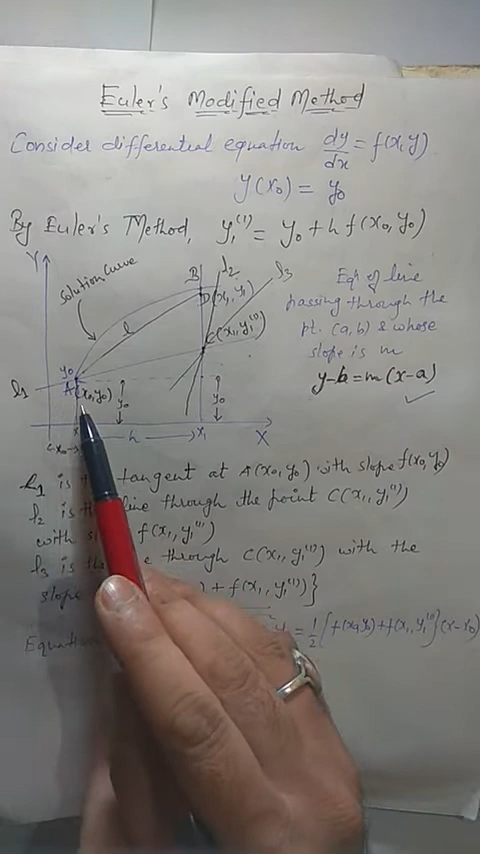 Euler's Modified Method
Consider differential equation dy/dx = f(x,y)
y(x₀) = y₀
By Euler's Method, y₁⁽¹⁾ = y₀ + h f(x₀, y₀)
Y
solution curve
l
B
l₂
l₃
D(x₁, y₁)
C(x₁, y₁⁽¹⁾)
l₁
y₀
A(x₀, y₀)
y₀
y₀
x₀
h
x₁
X
Eqⁿ of line
passing through the
pt. (a, b) & whose
slope is m
y-b = m(x-a)
l₁ is tangent at A(x₀, y₀) with slope f(x₀, y₀)
l₂ is line through the point C(x₁, y₁⁽¹⁾)
with f(x₁, y₁⁽¹⁾)
l₃ is through C(x₁, y₁⁽¹⁾) with the
slope + f(x₁, y₁⁽¹⁾)}
Equation = 1/2 {f(x₀, y₀) + f(x₁, y₁⁽¹⁾)} (x-x₀)